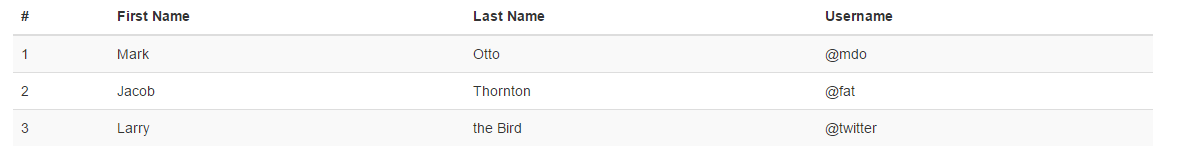 # First Name Last Name Username
1 Mark Otto @mdo
2 Jacob Thornton @fat
3 Larry the Bird @twitter